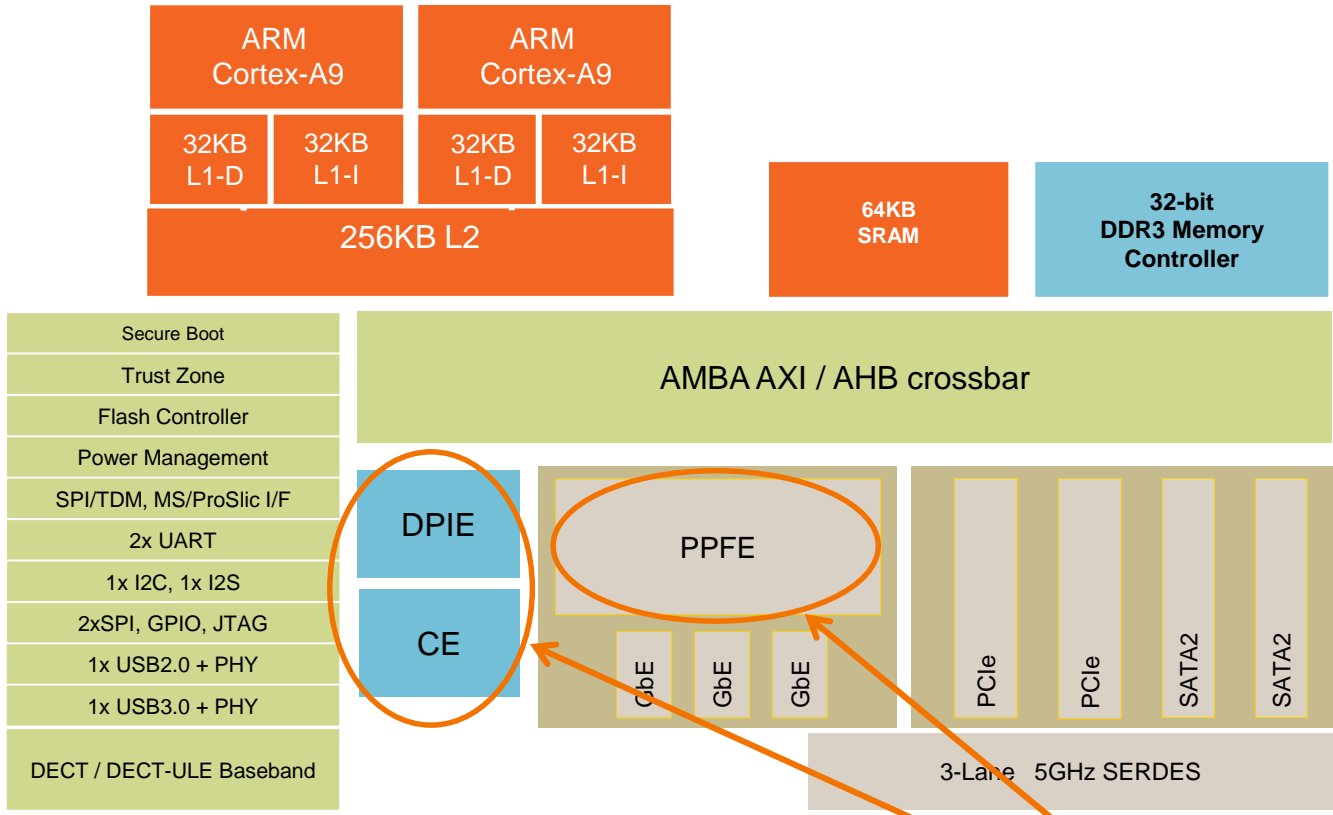 ARM
Cortex-A9
ARM
Cortex-A9
32KB
L1-D
32KB
L1-I
32KB
L1-D
32KB
L1-I
256KB L2
64KB
SRAM
32-bit
DDR3 Memory
Controller
Secure Boot
Trust Zone
Flash Controller
Power Management
SPI/TDM, MS/ProSlic I/F
2x UART
1x I2C, 1x I2S
2xSPI, GPIO, JTAG
1x USB2.0 + PHY
1x USB3.0 + PHY
DECT / DECT-ULE Baseband
AMBA AXI / AHB crossbar
DPIE
CE
PPFE
GbE
GbE
GbE
PCIe
PCIe
SATA2
SATA2
3-Lane 5GHz SERDES